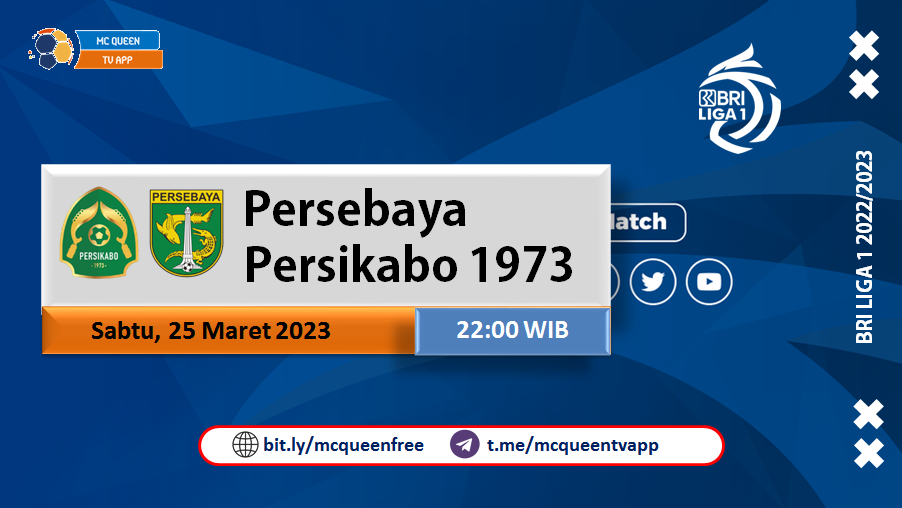 MC QUEEN
TV APP
BRI
LIGA 1
PERSIKABO
-1973-
PERSEBAYA
Persebaya
Persikabo 1973
Match
Sabtu, 25 Maret 2023
22:00 WIB
BRI LIGA 1 2022/2023
bit.ly/mcqueenfree
t.me/mcqueentvapp